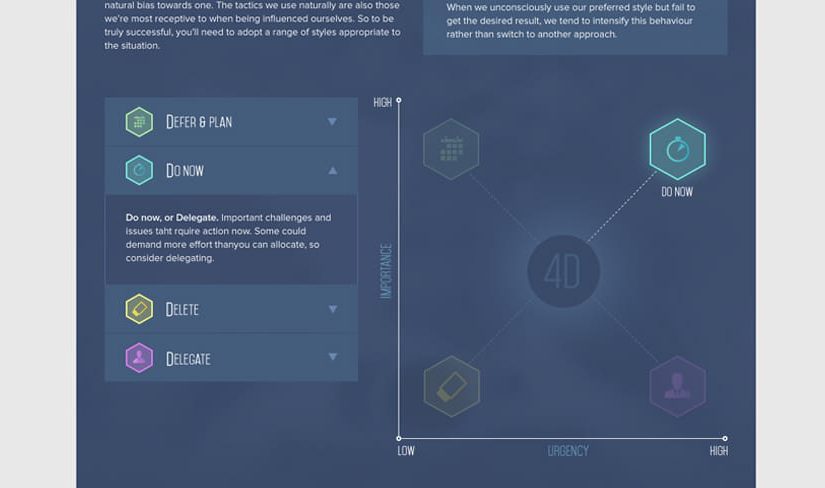 natural bias towards one. The tactics we use naturally are also those
we're most receptive to when being influenced ourselves. So to be
truly successful, you'll need to adopt a range of styles appropriate to
the situation.
When we unconsciously use our preferred style but fail to
get the desired result, we tend to intensify this behaviour
rather than switch to another approach.
DEFER & PLAN
DO NOW
Do now, or Delegate. Important challenges and
issues taht rquire action now. Some could
demand more effort thanyou can allocate, so
consider delegating.
DELETE
DELEGATE
HIGH
IMPORTANCE
DO NOW
4D
LOW
URGENCY
HIGH